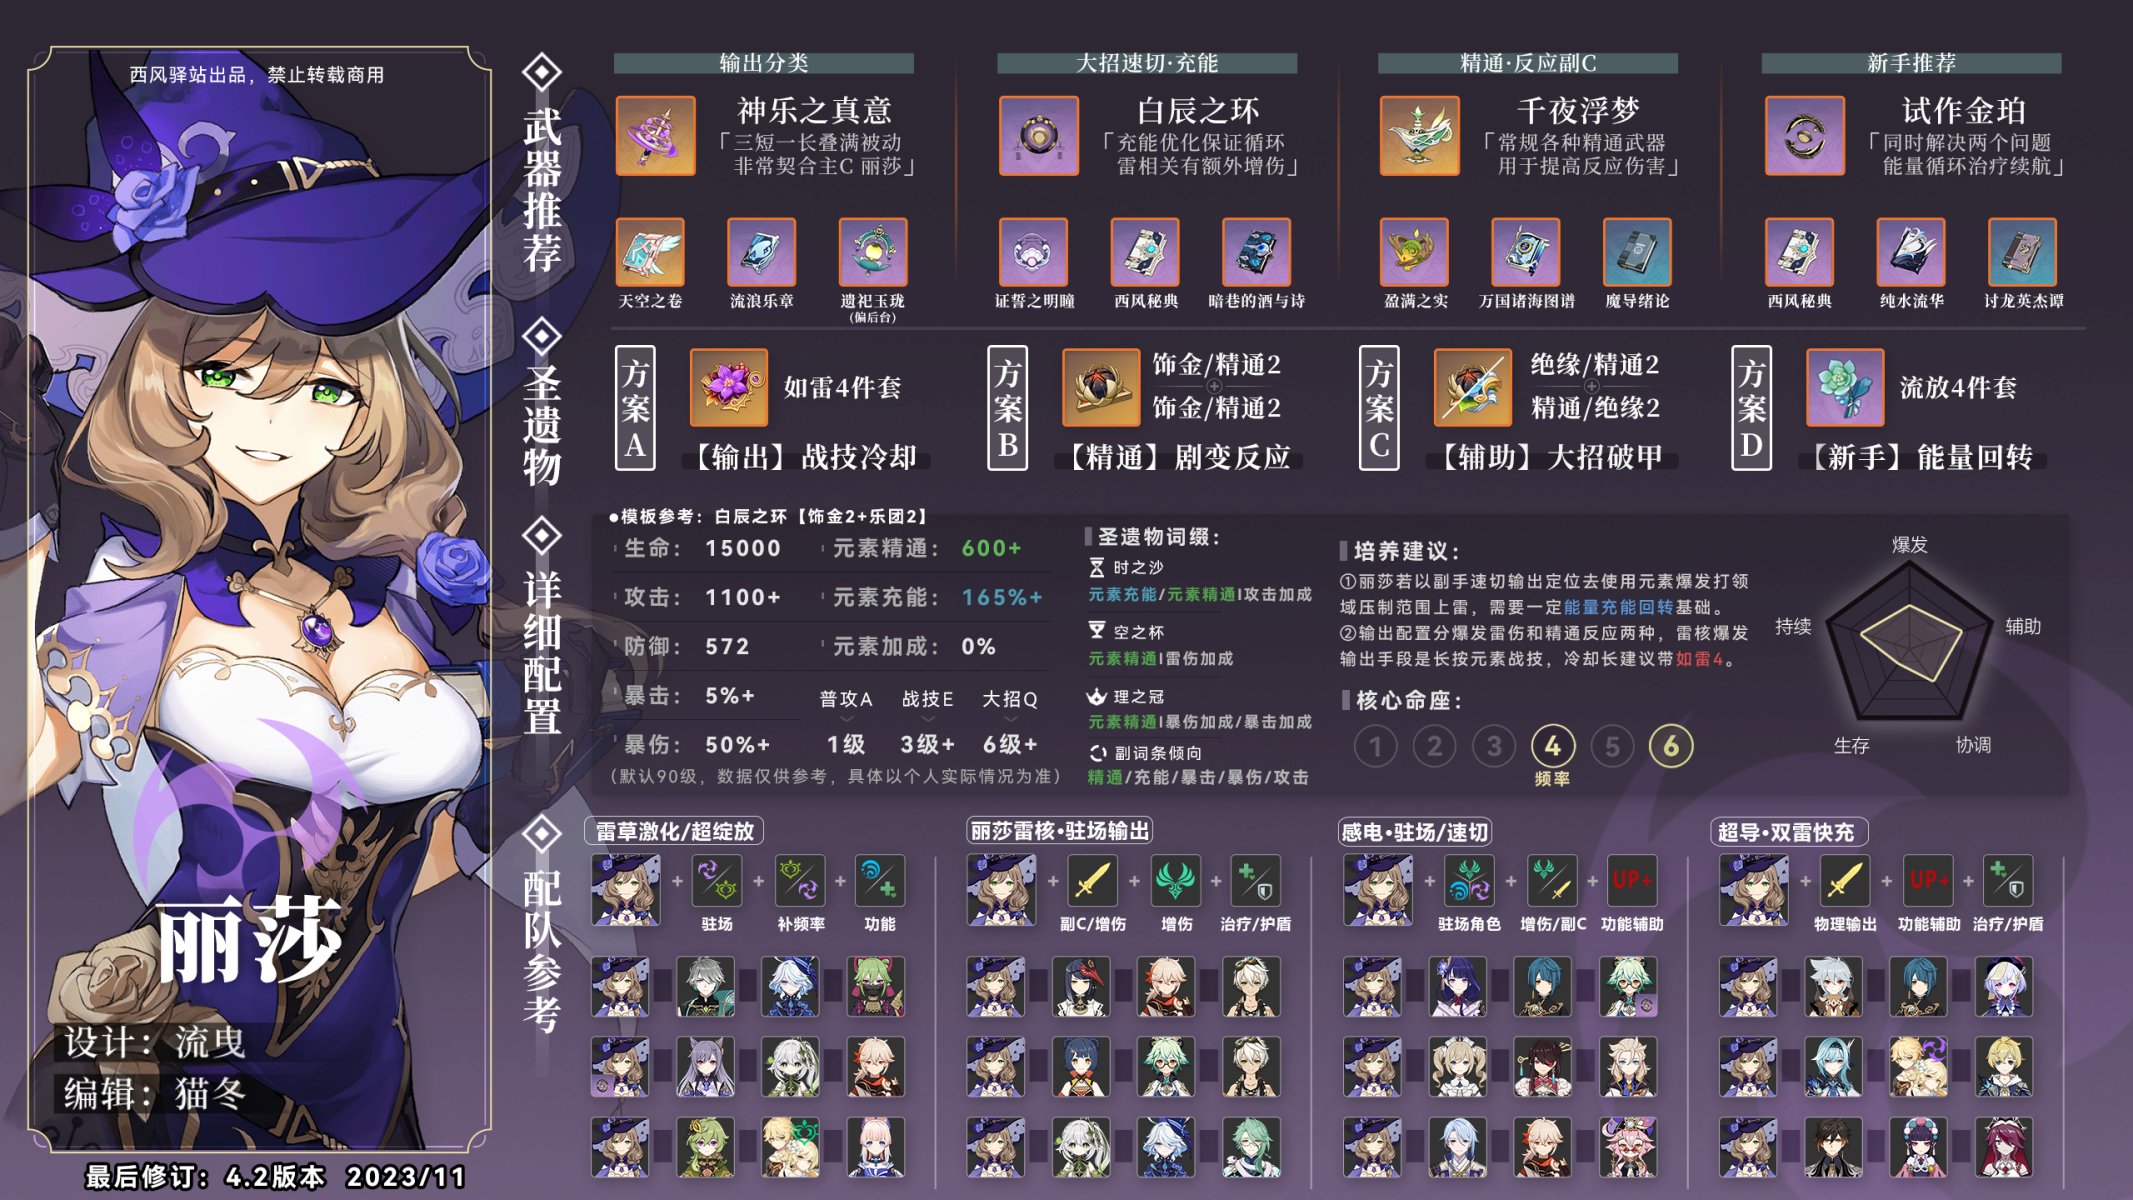 西风驿站出品，禁止转载商用
丽莎
设计：流曳
编辑：猫冬
最后修订：4.2版本 2023/11
武器推荐
输出分类
神乐之真意
「三短一长叠满被动
非常契合主C 丽莎」
天空之卷
流浪乐章
遗祀玉珑
(偏后台)
大招速切·充能
白辰之环
「充能优化保证循环
雷相关有额外增伤」
证誓之明瞳
西风秘典
暗巷的酒与诗
精通·反应副C
千夜浮梦
「常规各种精通武器
用于提高反应伤害」
盈满之实
万国诸海图谱
魔导绪论
新手推荐
试作金珀
「同时解决两个问题
能量循环治疗续航」
西风秘典
纯水流华
讨龙英杰谭
圣遗物
方案A
如雷4件套
【输出】战技冷却
方案B
饰金/精通2
饰金/精通2
【精通】剧变反应
方案C
绝缘/精通2
精通/绝缘2
【辅助】大招破甲
方案D
流放4件套
【新手】能量回转
详细配置
●模板参考：白辰之环【饰金2+乐团2】
生命： 15000 元素精通： 600+
攻击： 1100+ 元素充能： 165%+
防御： 572 元素加成： 0%
暴击： 5%+ 普攻A 战技E 大招Q
暴伤： 50%+ 1级 3级+ 6级+
（默认90级，数据仅供参考，具体以个人实际情况为准）
圣遗物词缀：
时之沙
元素充能/元素精通|攻击加成
空之杯
元素精通|雷伤加成
理之冠
元素精通|暴伤加成/暴击加成
副词条倾向
精通/充能/暴击/暴伤/攻击
培养建议：
①丽莎若以副手速切输出定位去使用元素爆发打领
域压制范围上雷，需要一定能量充能回转基础。
②输出配置分爆发雷伤和精通反应两种，雷核爆发
输出手段是长按元素战技，冷却长建议带如雷4。
核心命座：
1 2 3 4 5 6
频率
爆发
持续
辅助
生存
协调
配队参考
雷草激化/超绽放
驻场
补频率
功能
丽莎雷核·驻场输出
副C/增伤
增伤
治疗/护盾
感电·驻场/速切
UP+
驻场角色
增伤/副C
功能辅助
超导·双雷快充
UP+
物理输出
功能辅助
治疗/护盾